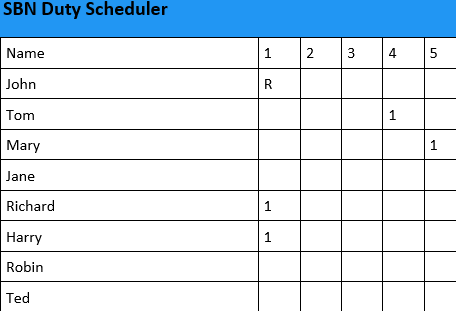 SBN Duty Scheduler
Name 1 2 3 4 5
John R
Tom 1
Mary 1
Jane
Richard 1
Harry 1
Robin
Ted